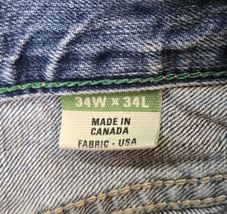 34W x 34L
MADE IN
CANADA
FABRIC - USA